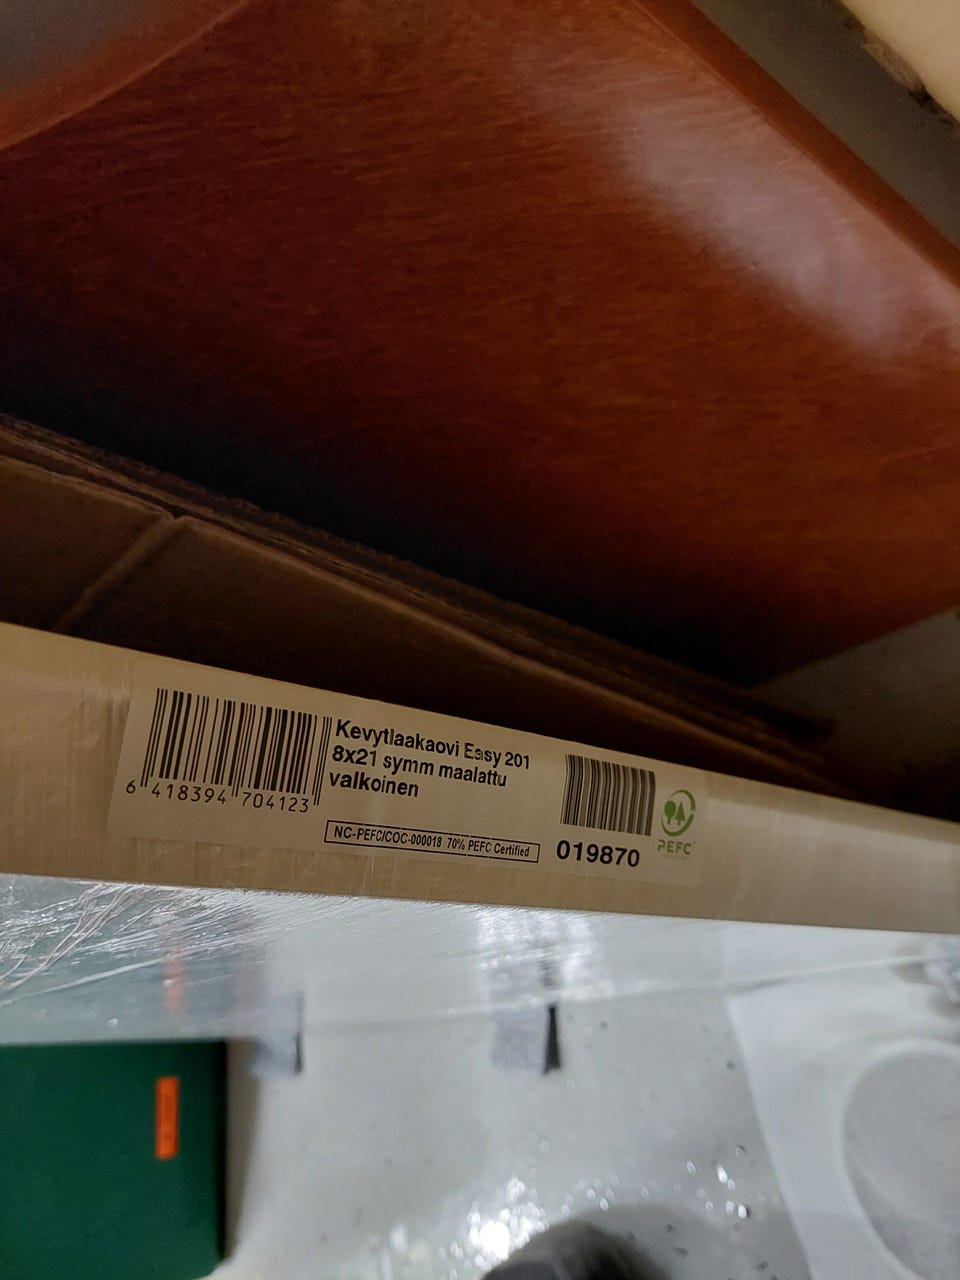 Kevytlaakaovi Easy 201
8x21 symm maalattu
valkoinen
6 418394 704123
NC-PEFC/COC-000018 70% PEFC Certified
019870
PEFC